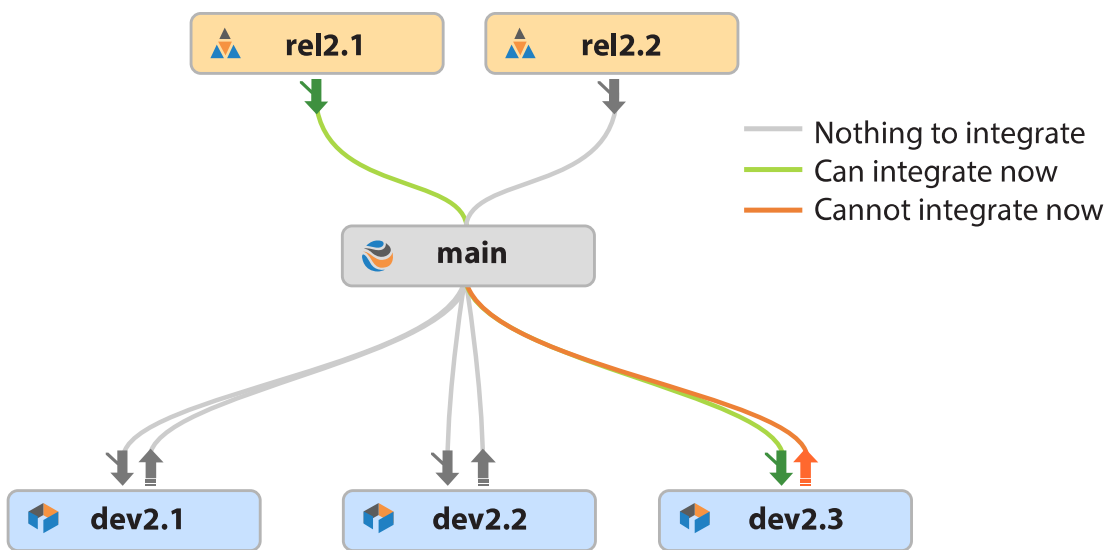 rel2.1
rel2.2
Nothing to integrate
Can integrate now
Cannot integrate now
main
dev2.1
dev2.2
dev2.3